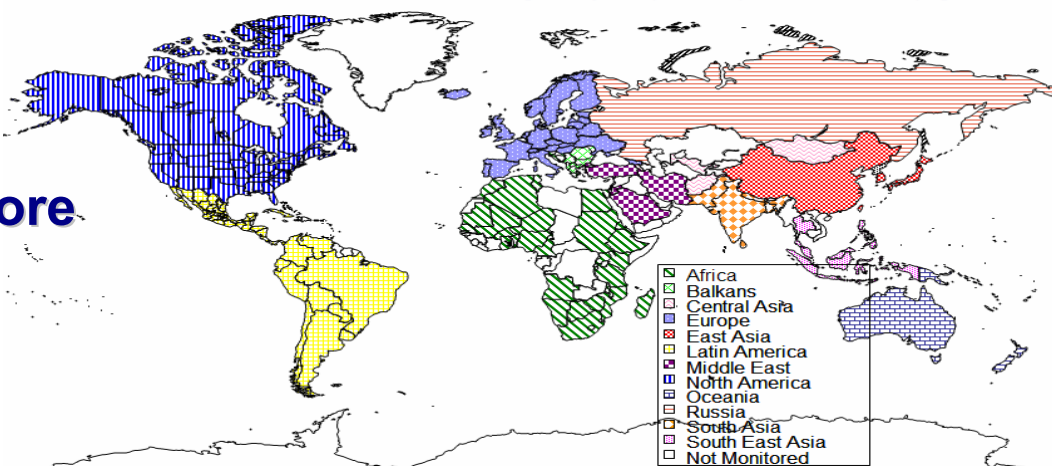 ore
Africa
Balkans
Central Asia
Europe
East Asia
Latin America
Middle East
North America
Oceania
Russia
South Asia
South East Asia
Not Monitored